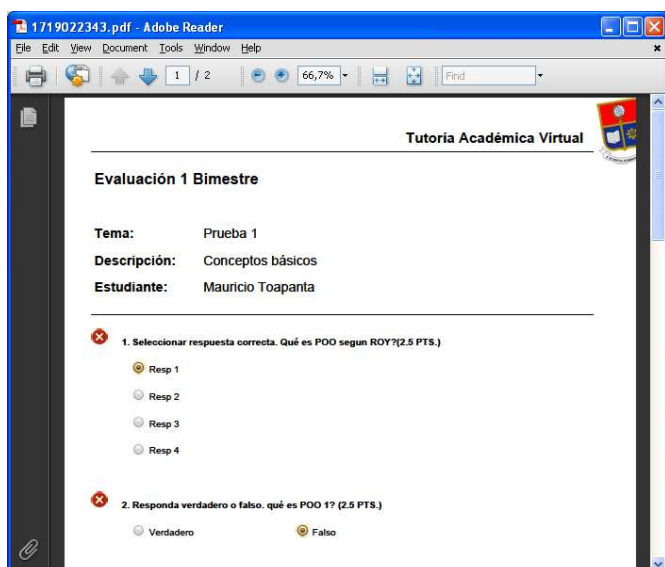 1719022343.pdf - Adobe Reader
File Edit View Document Tools Window Help
1 / 2 66,7% Find
Tutoría Académica Virtual
Evaluación 1 Bimestre
Tema: Prueba 1
Descripción: Conceptos básicos
Estudiante: Mauricio Toapanta
1. Seleccionar respuesta correcta. Qué es POO segun ROY?(2.5 PTS.)
Resp 1
Resp 2
Resp 3
Resp 4
2. Responda verdadero o falso. qué es POO 1? (2.5 PTS.)
Verdadero Falso